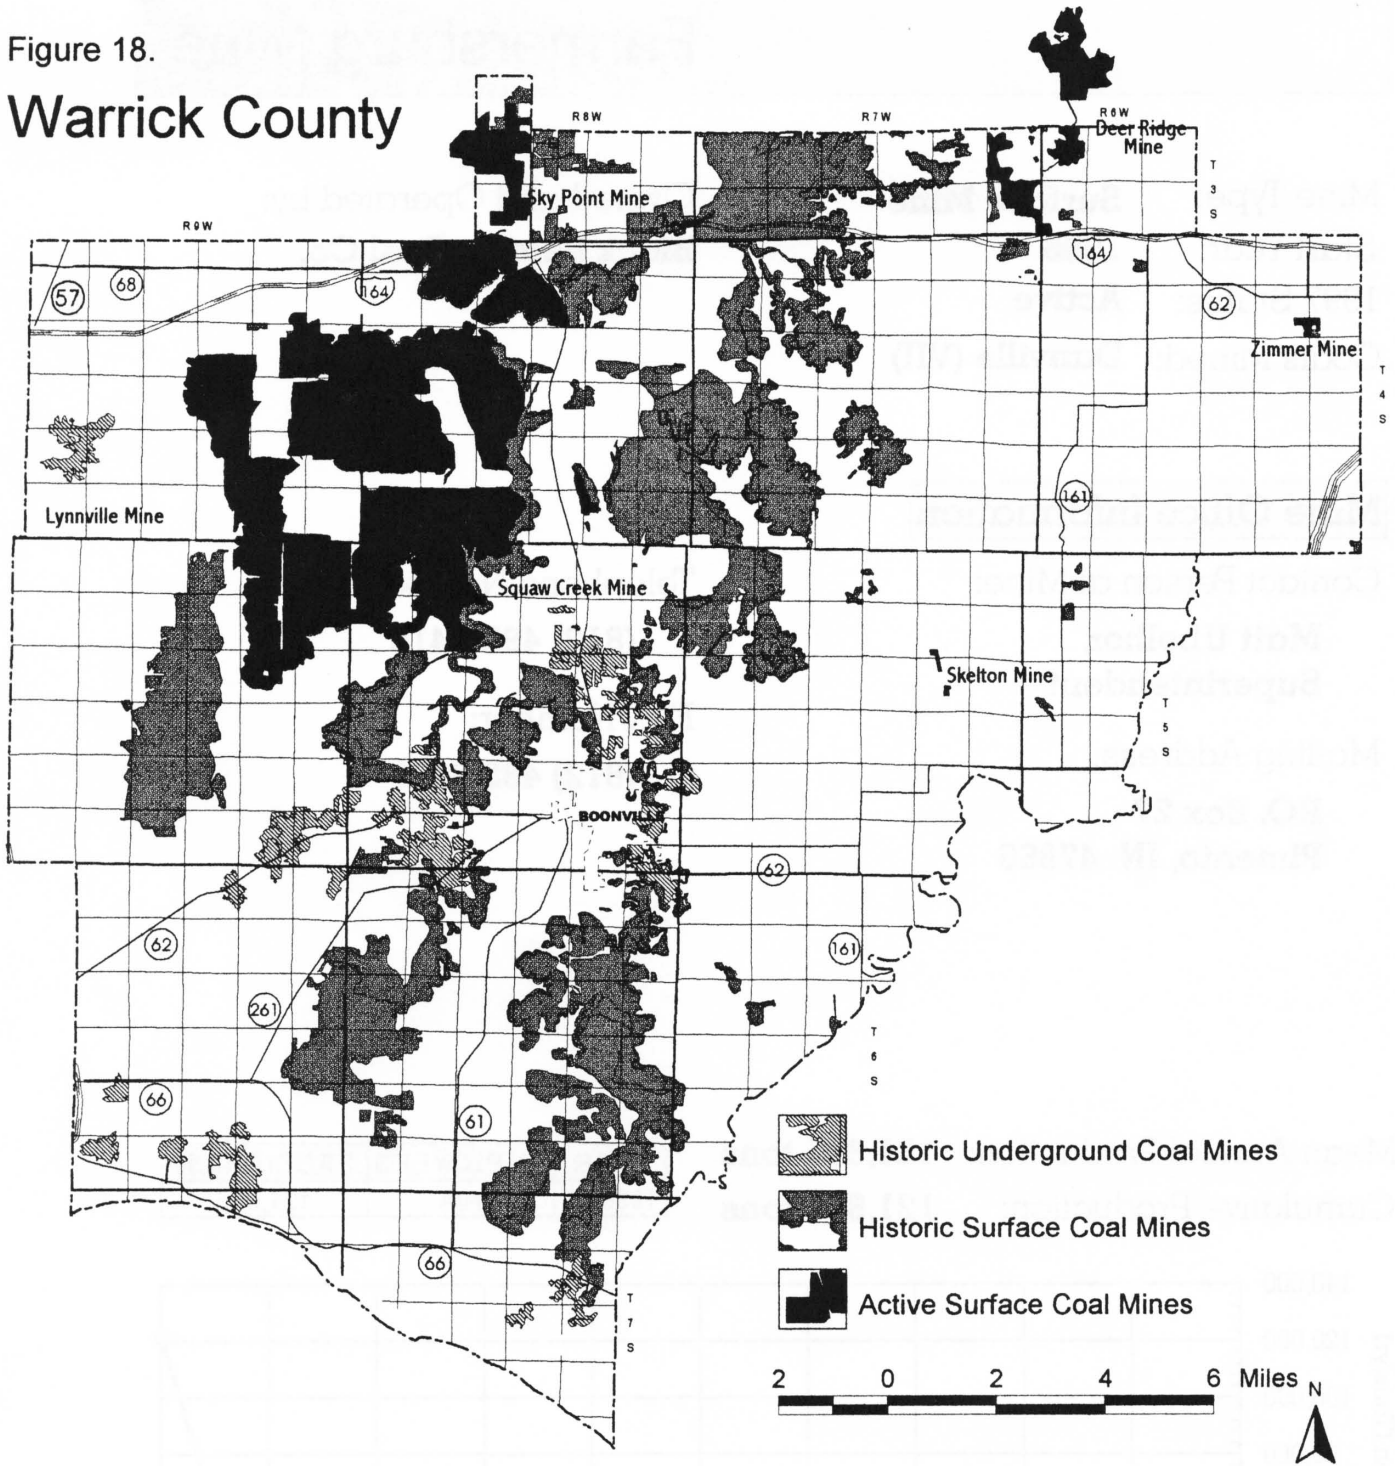 Figure 18.
Warrick County
R8W
R7W
R6W
Deer Ridge
Mine
Sky Point Mine
T
3
S
R9W
57
68
164
164
62
Zimmer Mine
T
4
S
161
Lynnville Mine
Squaw Creek Mine
Skelton Mine
T
5
S
BOONVILLE
62
62
161
261
T
6
S
66
61
66
T
7
S
Historic Underground Coal Mines
Historic Surface Coal Mines
Active Surface Coal Mines
2 0 2 4 6 Miles
N